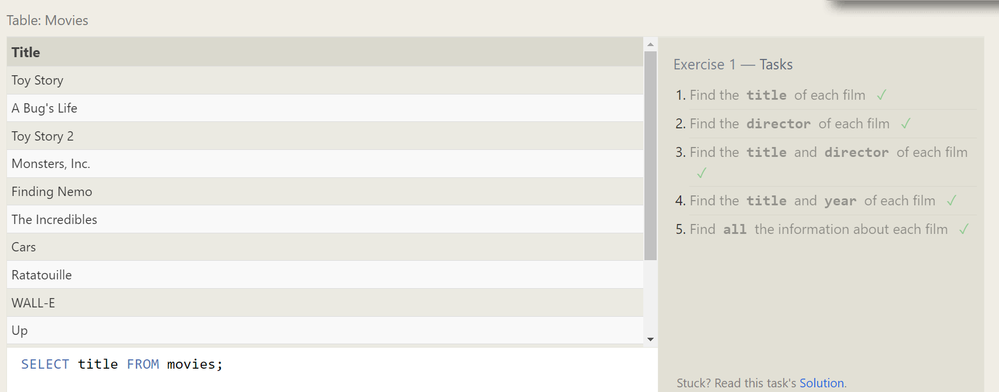 Table: Movies
Title
Toy Story
A Bug's Life
Toy Story 2
Monsters, Inc.
Finding Nemo
The Incredibles
Cars
Ratatouille
WALL-E
Up
SELECT title FROM movies;
Exercise 1 — Tasks
1. Find the title of each film ✓
2. Find the director of each film ✓
3. Find the title and director of each film
✓
4. Find the title and year of each film ✓
5. Find all the information about each film ✓
Stuck? Read this task's Solution.